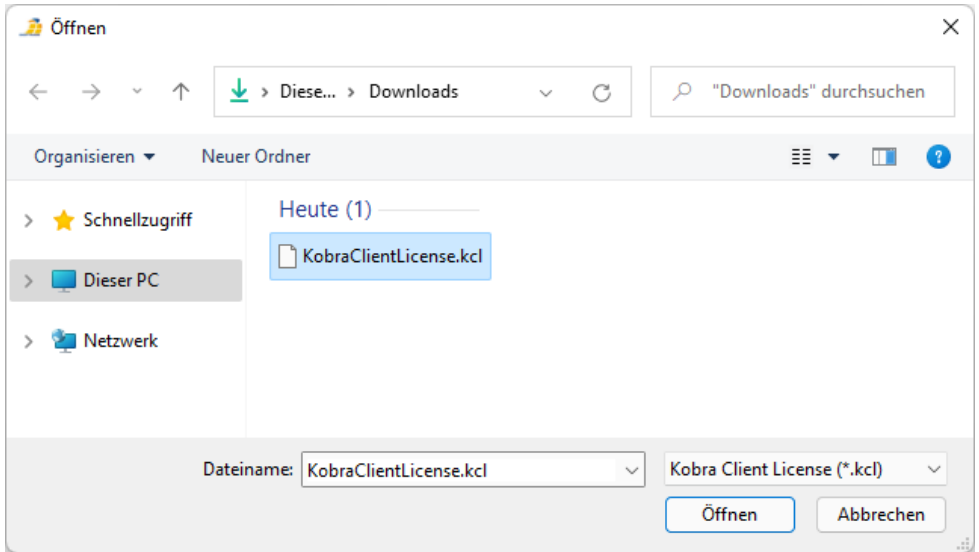 Öffnen
Diese... > Downloads
"Downloads" durchsuchen
Organisieren
Neuer Ordner
?
Schnellzugriff
Dieser PC
Netzwerk
Heute (1)
KobraClientLicense.kcl
Dateiname: KobraClientLicense.kcl
Kobra Client License (*.kcl)
Öffnen
Abbrechen